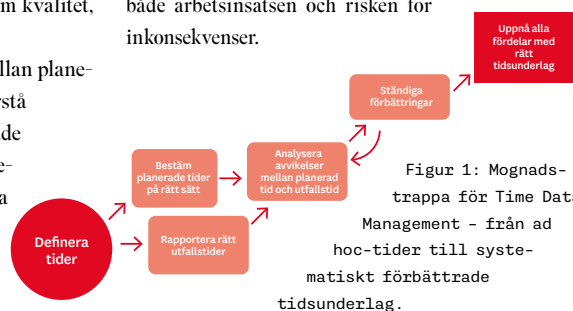 m kvalitet,
llan plane-
rstå
de
e-
a
både arbetsinsatsen och risken för
inkonsekvenser.
Definera
tider
Bestäm
planerade tider
på rätt sätt
Rapportera rätt
utfallstider
Analysera
avvikelser
mellan planerad
tid och utfallstid
Ständiga
förbättringar
Uppnå alla
fördelar med
rätt
tidsunderlag
Figur 1: Mognads-
trappa för Time Data
Management – från ad
hoc-tider till syste-
matiskt förbättrade
tidsunderlag.